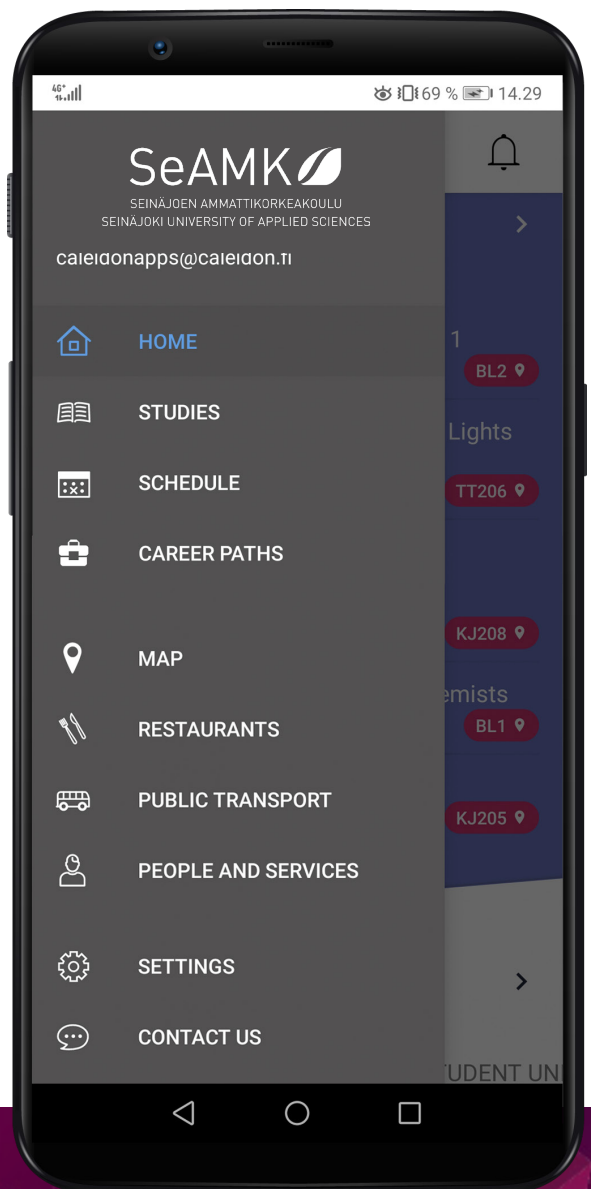 4G+
69 %
14.29
SeAMK
SEINÄJOEN AMMATTIKORKEAKOULU
SEINÄJOKI UNIVERSITY OF APPLIED SCIENCES
caleidonapps@caleidon.fi
HOME
1
BL2
STUDIES
Lights
SCHEDULE
TT206
CAREER PATHS
KJ208
MAP
emists
RESTAURANTS
BL1
PUBLIC TRANSPORT
KJ205
PEOPLE AND SERVICES
SETTINGS
CONTACT US
TUDENT UN